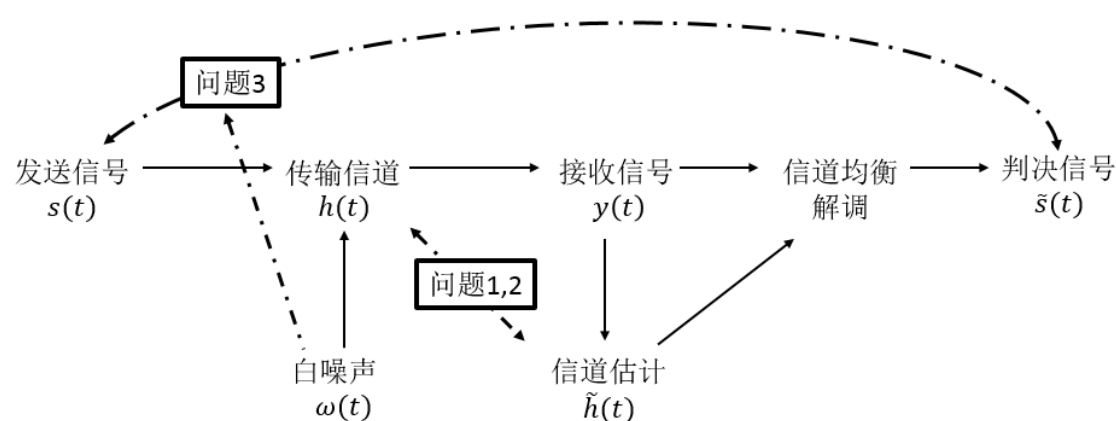 问题3
发送信号
s(t)
传输信道
h(t)
接收信号
y(t)
信道均衡
解调
判决信号
s̃(t)
问题1,2
白噪声
ω(t)
信道估计
h̃(t)